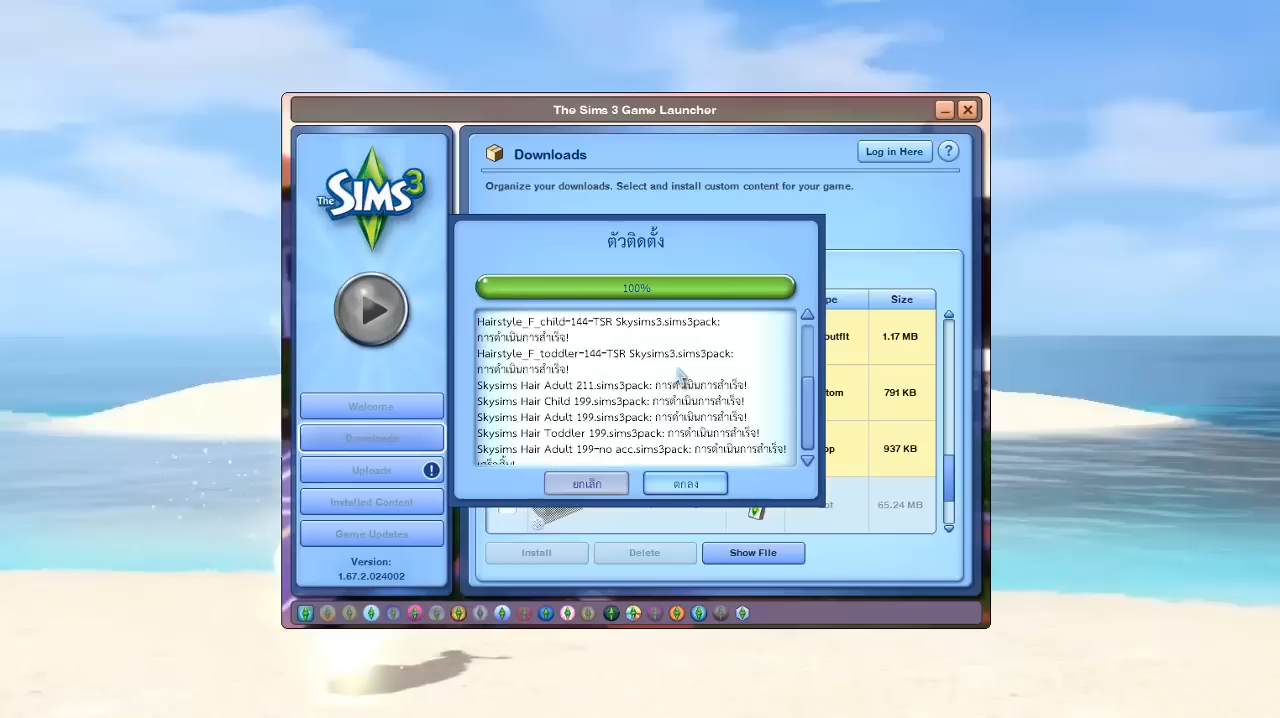 The Sims 3 Game Launcher
The SIMS 3
Downloads
Log in Here
?
Organize your downloads. Select and install custom content for your game.
ตัวติดตั้ง
100%
Hairstyle_F_child-144-TSR Skysims3.sims3pack:
การดำเนินการสำเร็จ!
Hairstyle_F_toddler-144-TSR Skysims3.sims3pack:
การดำเนินการสำเร็จ!
Skysims Hair Adult 211.sims3pack: การดำเนินการสำเร็จ!
Skysims Hair Child 199.sims3pack: การดำเนินการสำเร็จ!
Skysims Hair Adult 199.sims3pack: การดำเนินการสำเร็จ!
Skysims Hair Toddler 199.sims3pack: การดำเนินการสำเร็จ!
Skysims Hair Adult 199-no acc.sims3pack: การดำเนินการสำเร็จ!
ยกเลิก
ตกลง
pe
Size
outfit
1.17 MB
tom
791 KB
op
937 KB
65.24 MB
Welcome
Downloads
Uploads
Installed Content
Game Updates
Version:
1.67.2.024002
Install
Delete
Show File